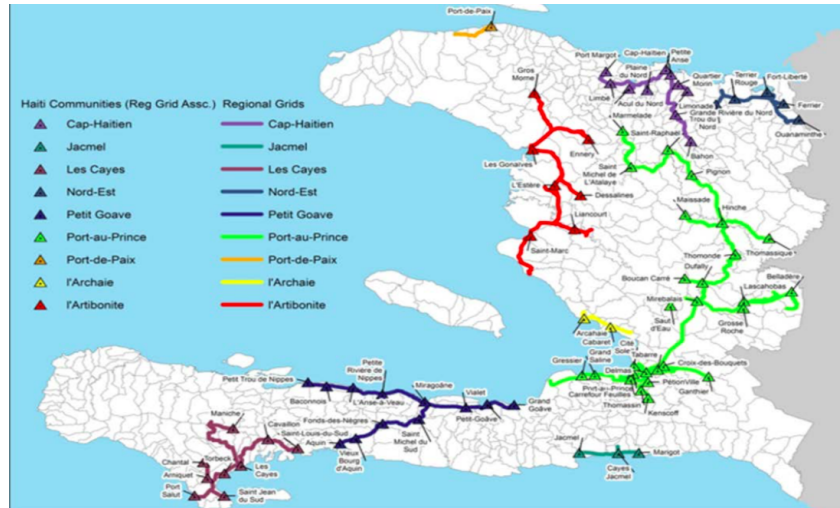 Port-de-Paix
Cap-Haïtien
Petite
Anse
Port Margot
Plaine
du Nord
Gros
Morne
Quartier
Morin
Terrier
Rouge
Fort-Liberté
Limbé
Acul du Nord
Limonade
Ferrier
Grande
Rivière du Nord
Trou du
Nord
Ouanaminthe
Marmelade
Saint-Raphaël
Haiti Communities (Reg Grid Assc.)
Regional Grids
Cap-Haitien
Cap-Haitien
Jacmel
Jacmel
Les Cayes
Les Cayes
Nord-Est
Nord-Est
Petit Goave
Petit Goave
Port-au-Prince
Port-au-Prince
Port-de-Paix
Port-de-Paix
l'Archaie
l'Archaie
l'Artibonite
l'Artibonite
Les Gonaïves
Ennery
Bahon
Saint
Michel de
L'Atalaye
Pignon
L'Estère
Dessalines
Maissade
Hinche
Liancourt
Saint-Marc
Thomonde
Thomassique
Dufailly
Boucan Carré
Belladère
Lascahobas
Mirebalais
Saut
d'Eau
Grosse
Roche
Arcahaie
Cabaret
Cité
Sole
Grand
Saline
Tabarre
Croix-des-Bouquets
Gressier
Delmas
Port-au-Prince
PétionVille
Carrefour Feuilles
Ganthier
Thomassin
Kenscoff
Petite
Rivière de
Nippes
Petit Trou de Nippes
Miragoâne
Vialet
Baconnois
L'Anse-à-Veau
Petit-Goâve
Grand
Goâve
Maniche
Cavaillon
Fonds-des-Nègres
Saint-Louis-du-Sud
Aquin
Saint
Michel du
Sud
Vieux
Bourg
d'Aquin
Chantal
Torbeck
Arniquet
Les
Cayes
Port
Salut
Saint Jean
du Sud
Jacmel
Marigot
Cayes
Jacmel